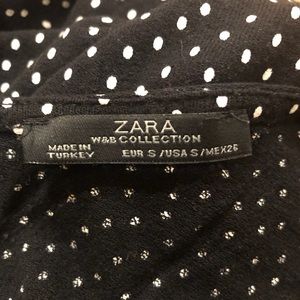 ZARA
W&B COLLECTION
MADE IN
TURKEY
EUR S / USA S / MEX 26